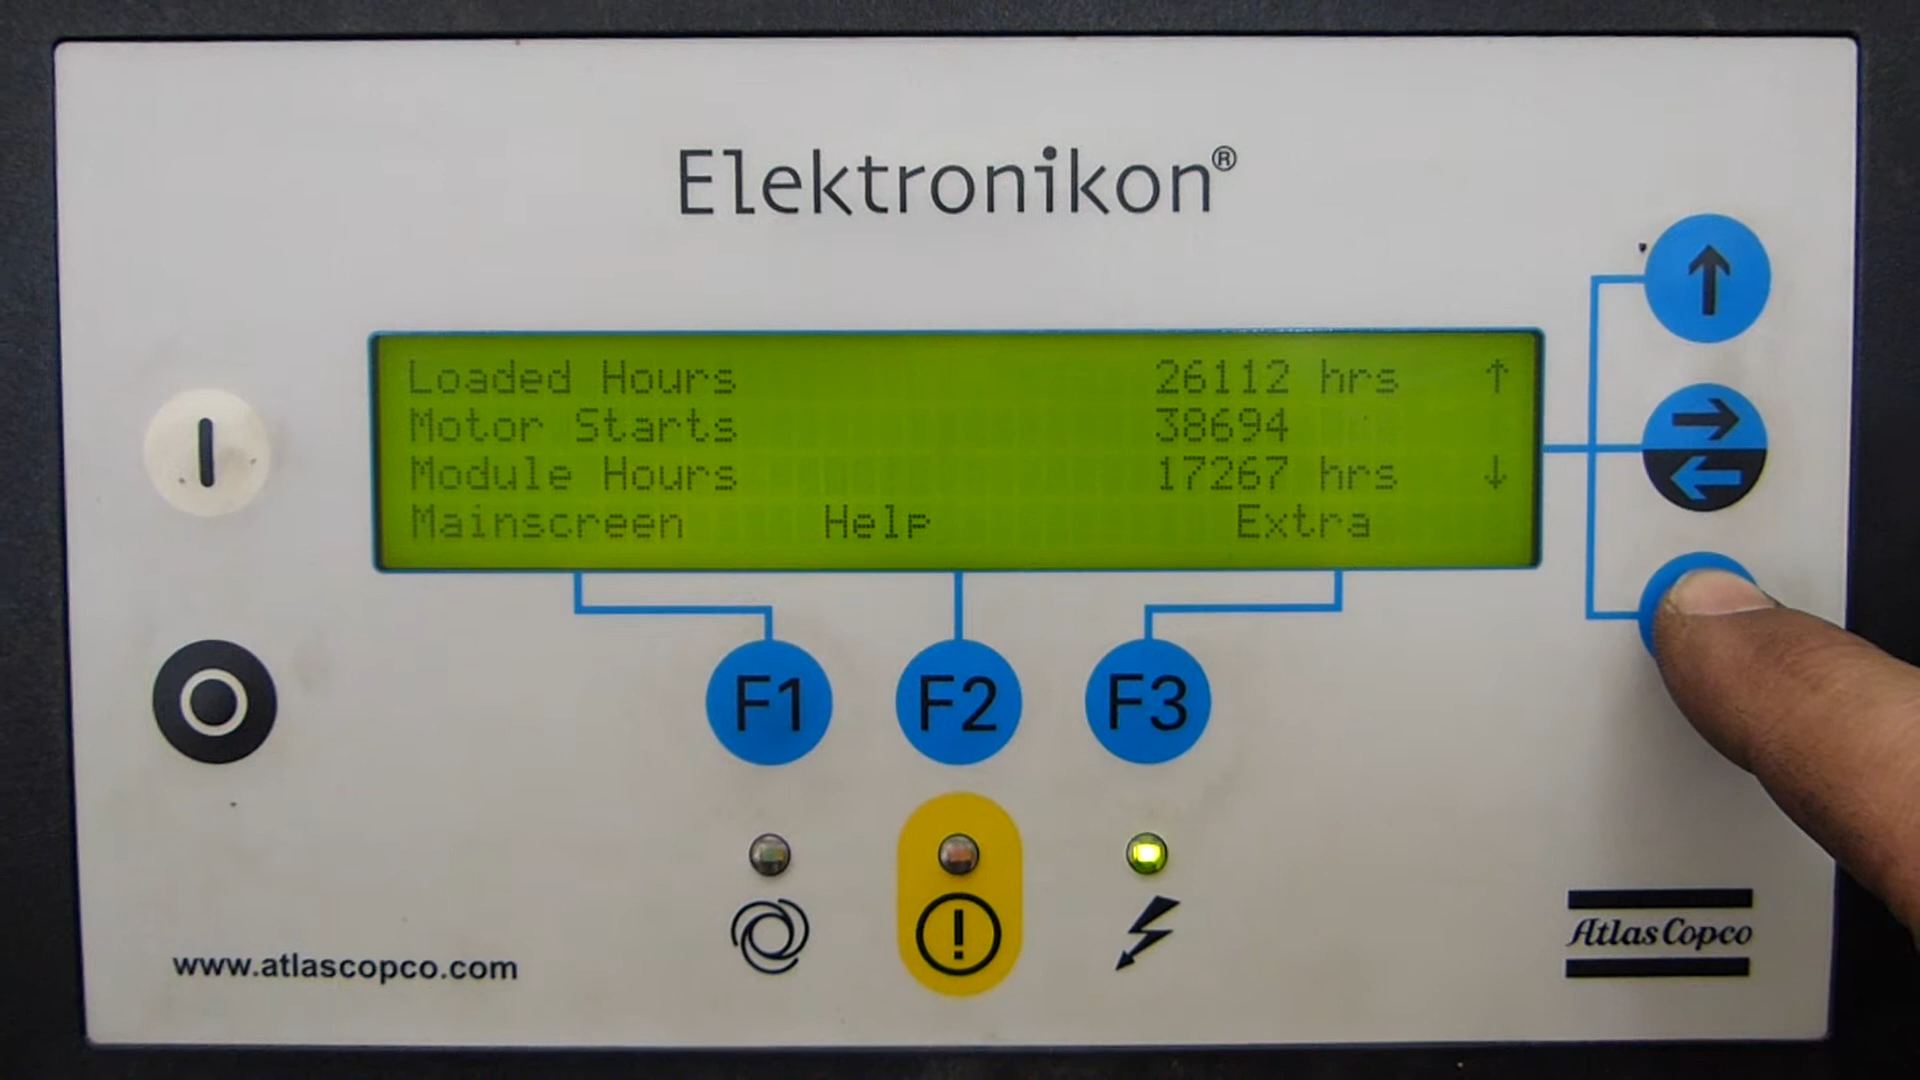 Elektronikon®
Loaded Hours 26112 hrs ↑
Motor Starts 38694
Module Hours 17267 hrs ↓
Mainscreen Help Extra
F1 F2 F3
www.atlascopco.com
Atlas Copco